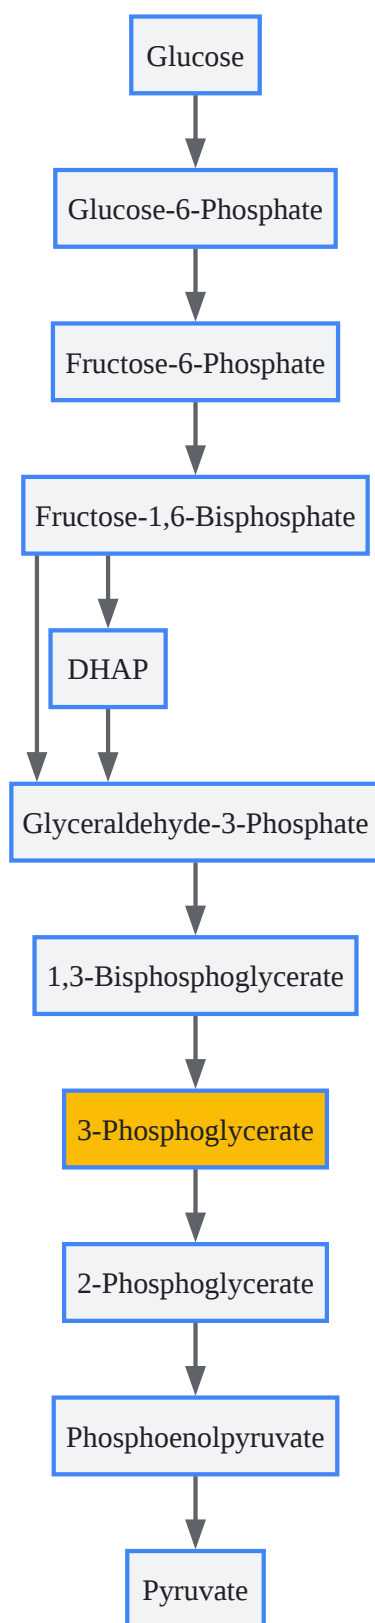 Glucose
Glucose-6-Phosphate
Fructose-6-Phosphate
Fructose-1,6-Bisphosphate
DHAP
Glyceraldehyde-3-Phosphate
1,3-Bisphosphoglycerate
3-Phosphoglycerate
2-Phosphoglycerate
Phosphoenolpyruvate
Pyruvate